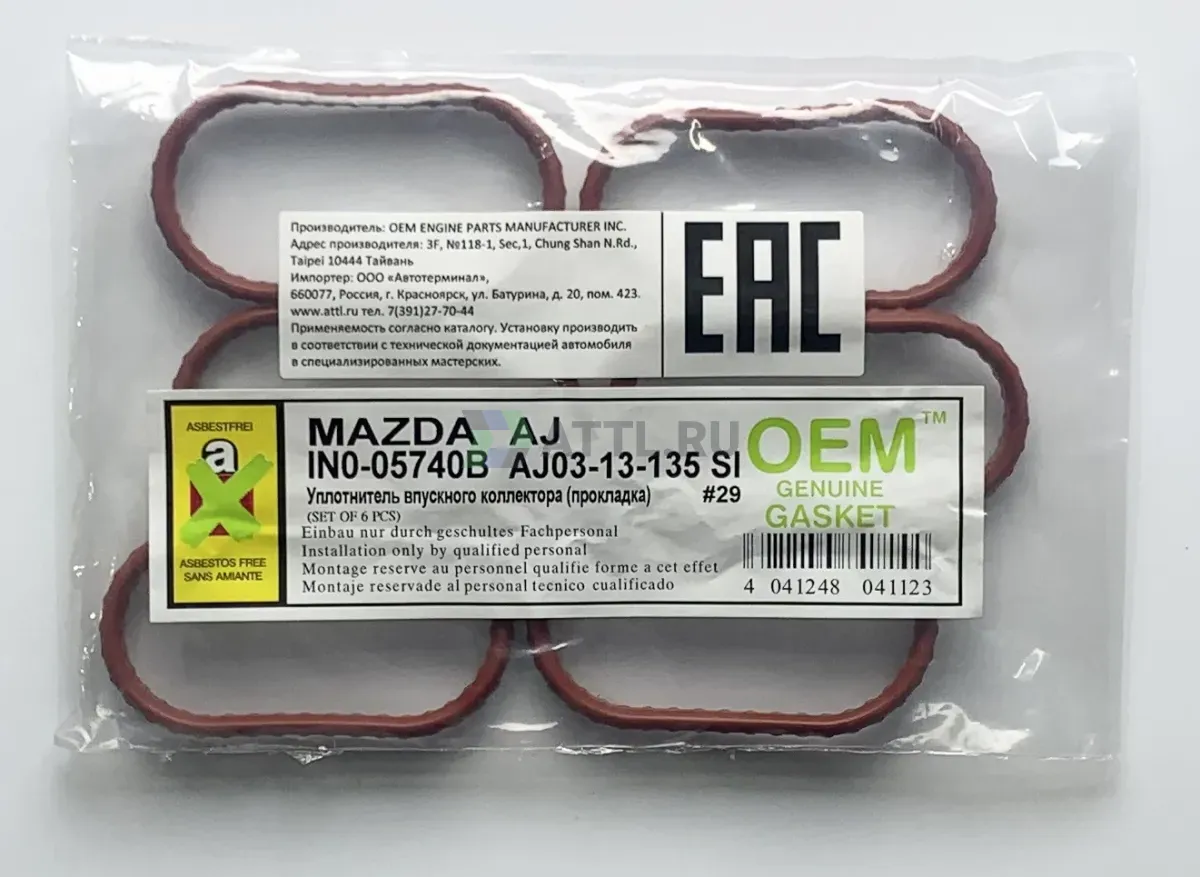 Производитель: OEM ENGINE PARTS MANUFACTURER INC.
Адрес производителя: 3F, №118-1, Sec,1, Chung Shan N.Rd.,
Taipei 10444 Тайвань
Импортер: ООО «Автотерминал»,
660077, Россия, г. Красноярск, ул. Батурина, д. 20, пом. 423.
www.attl.ru тел. 7(391)27-70-44
Применяемость согласно каталогу. Установку производить
в соответствии с технической документацией автомобиля
в специализированных мастерских.
EAC
ASBESTFREI
a
ASBESTOS FREE
SANS AMIANTE
MAZDA AJ
IN0-05740B AJ03-13-135 SI
Уплотнитель впускного коллектора (прокладка) #29
(SET OF 6 PCS)
Einbau nur durch geschultes Fachpersonal
Installation only by qualified personal
Montage reserve au personnel qualifie forme a cet effet
Montaje reservade al personal tecnico cualificado
OEM™
GENUINE
GASKET
4 041248 041123
ATTL.RU